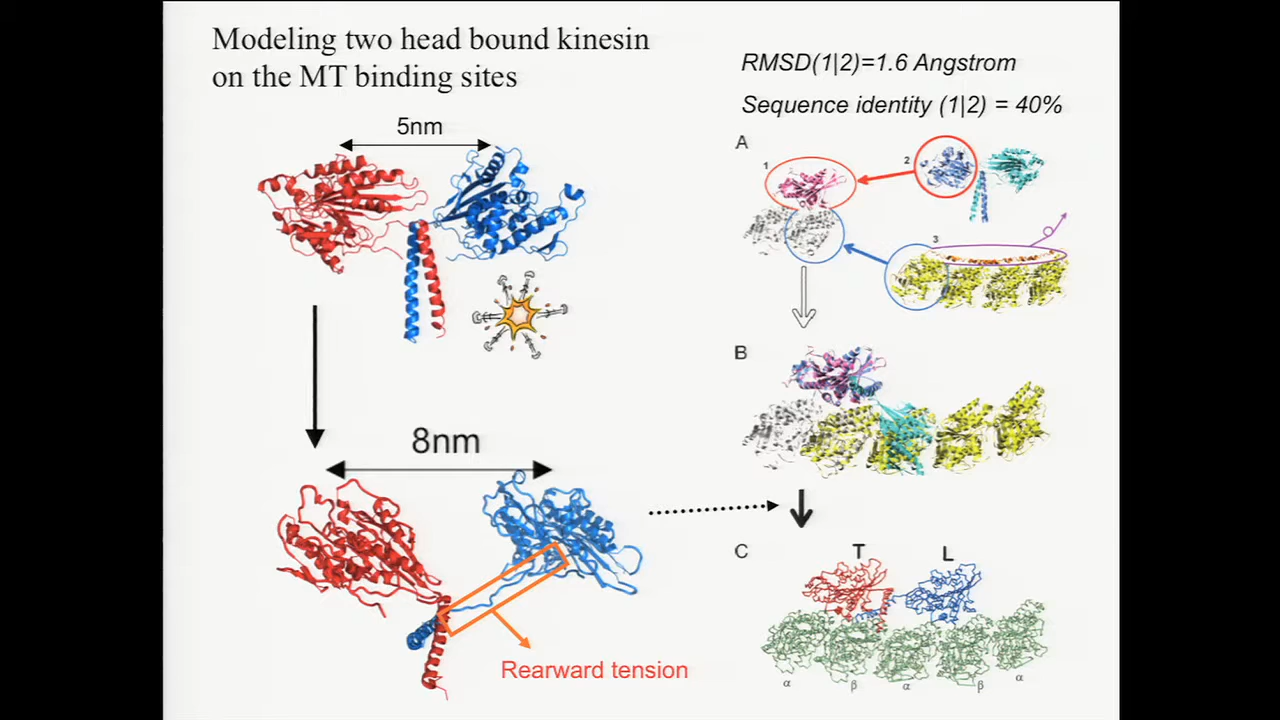 Modeling two head bound kinesin
on the MT binding sites
5nm
8nm
Rearward tension
RMSD(1|2)=1.6 Angstrom
Sequence identity (1|2) = 40%
A
1
2
3
B
C
T
L
α
β
α
β
α